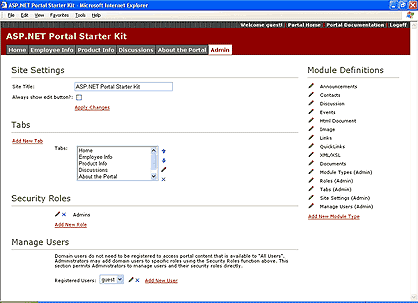 ASP.NET Portal Starter Kit - Microsoft Internet Explorer
File Edit View Favorites Tools Help
Welcome guest! | Portal Home | Portal Documentation | Logoff
ASP.NET Portal Starter Kit
Home Employee Info Product Info Discussions About the Portal Admin
Site Settings
Site Title: ASP.NET Portal Starter Kit
Always show edit button?:
Apply Changes
Tabs
Add New Tab
Tabs: Home
Employee Info
Product Info
Discussions
About the Portal
Security Roles
Admins
Add New Role
Manage Users
Domain users do not need to be registered to access portal content that is available to "All Users".
Administrators may add domain users to specific roles using the Security Roles function above. This
section permits Administrators to manage users and their security roles directly.
Registered Users: guest Add New User
Module Definitions
Announcements
Contacts
Discussion
Events
Html Document
Image
Links
QuickLinks
XML/XSL
Documents
Module Types (Admin)
Roles (Admin)
Tabs (Admin)
Site Settings (Admin)
Manage Users (Admin)
Add New Module Type